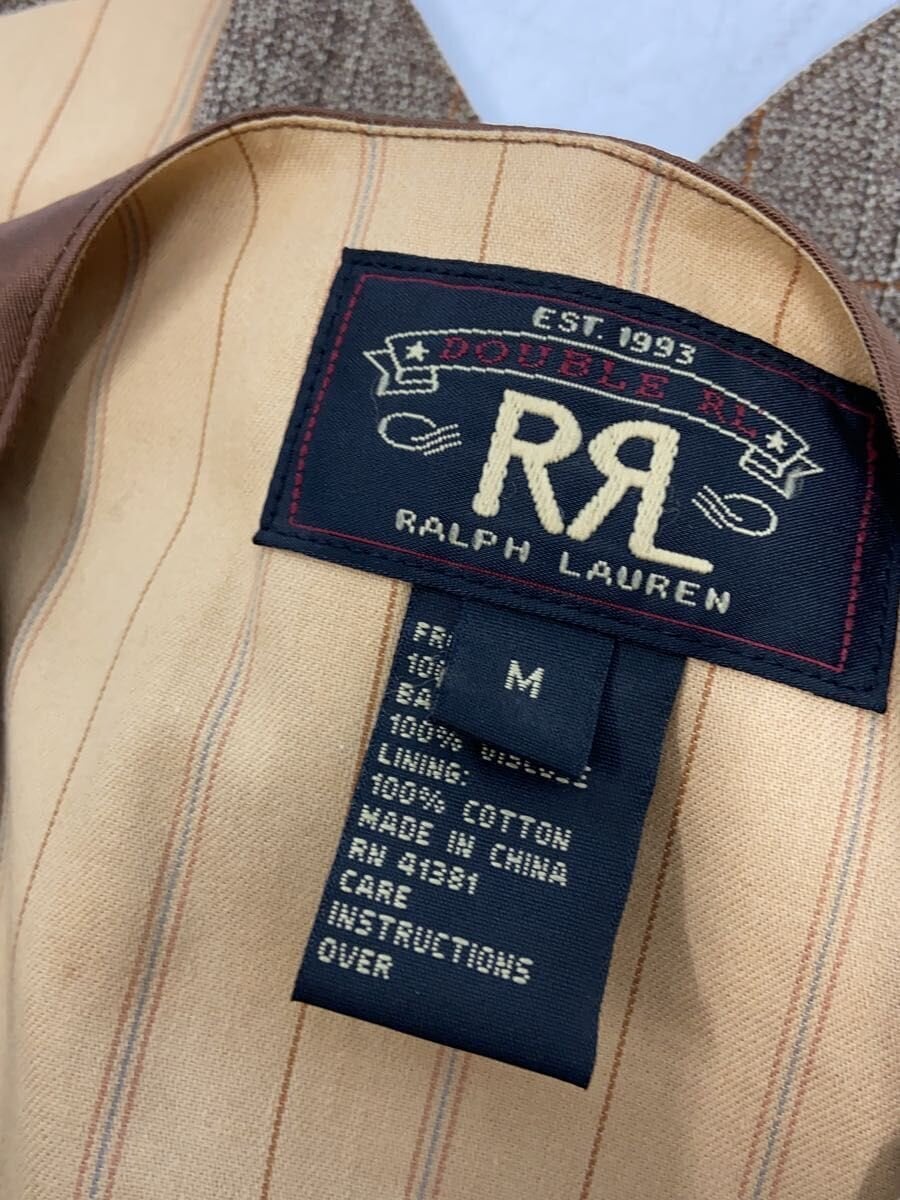 EST. 1993
DOUBLE RL
RRL
RALPH LAUREN
M
100% VISCOSE
LINING:
100% COTTON
MADE IN CHINA
RN 41381
CARE
INSTRUCTIONS
OVER